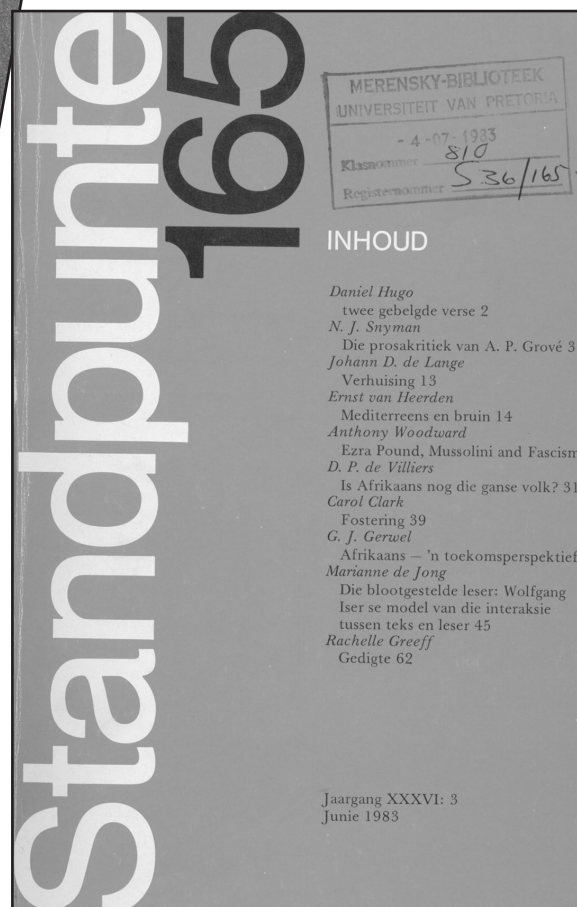 Standpunte
165
MERENSKY-BIBLIOTEEK
UNIVERSITEIT VAN PRETORIA
- 4 -07- 1983
Klasnommer 810
Registernommer S36/165
INHOUD
Daniel Hugo
twee gebelgde verse 2
N. J. Snyman
Die prosakritiek van A. P. Grové 3
Johann D. de Lange
Verhuising 13
Ernst van Heerden
Mediterreens en bruin 14
Anthony Woodward
Ezra Pound, Mussolini and Fascism
D. P. de Villiers
Is Afrikaans nog die ganse volk? 31
Carol Clark
Fostering 39
G. J. Gerwel
Afrikaans — 'n toekomsperspektief
Marianne de Jong
Die blootgestelde leser: Wolfgang
Iser se model van die interaksie
tussen teks en leser 45
Rachelle Greeff
Gedigte 62
Jaargang XXXVI: 3
Junie 1983